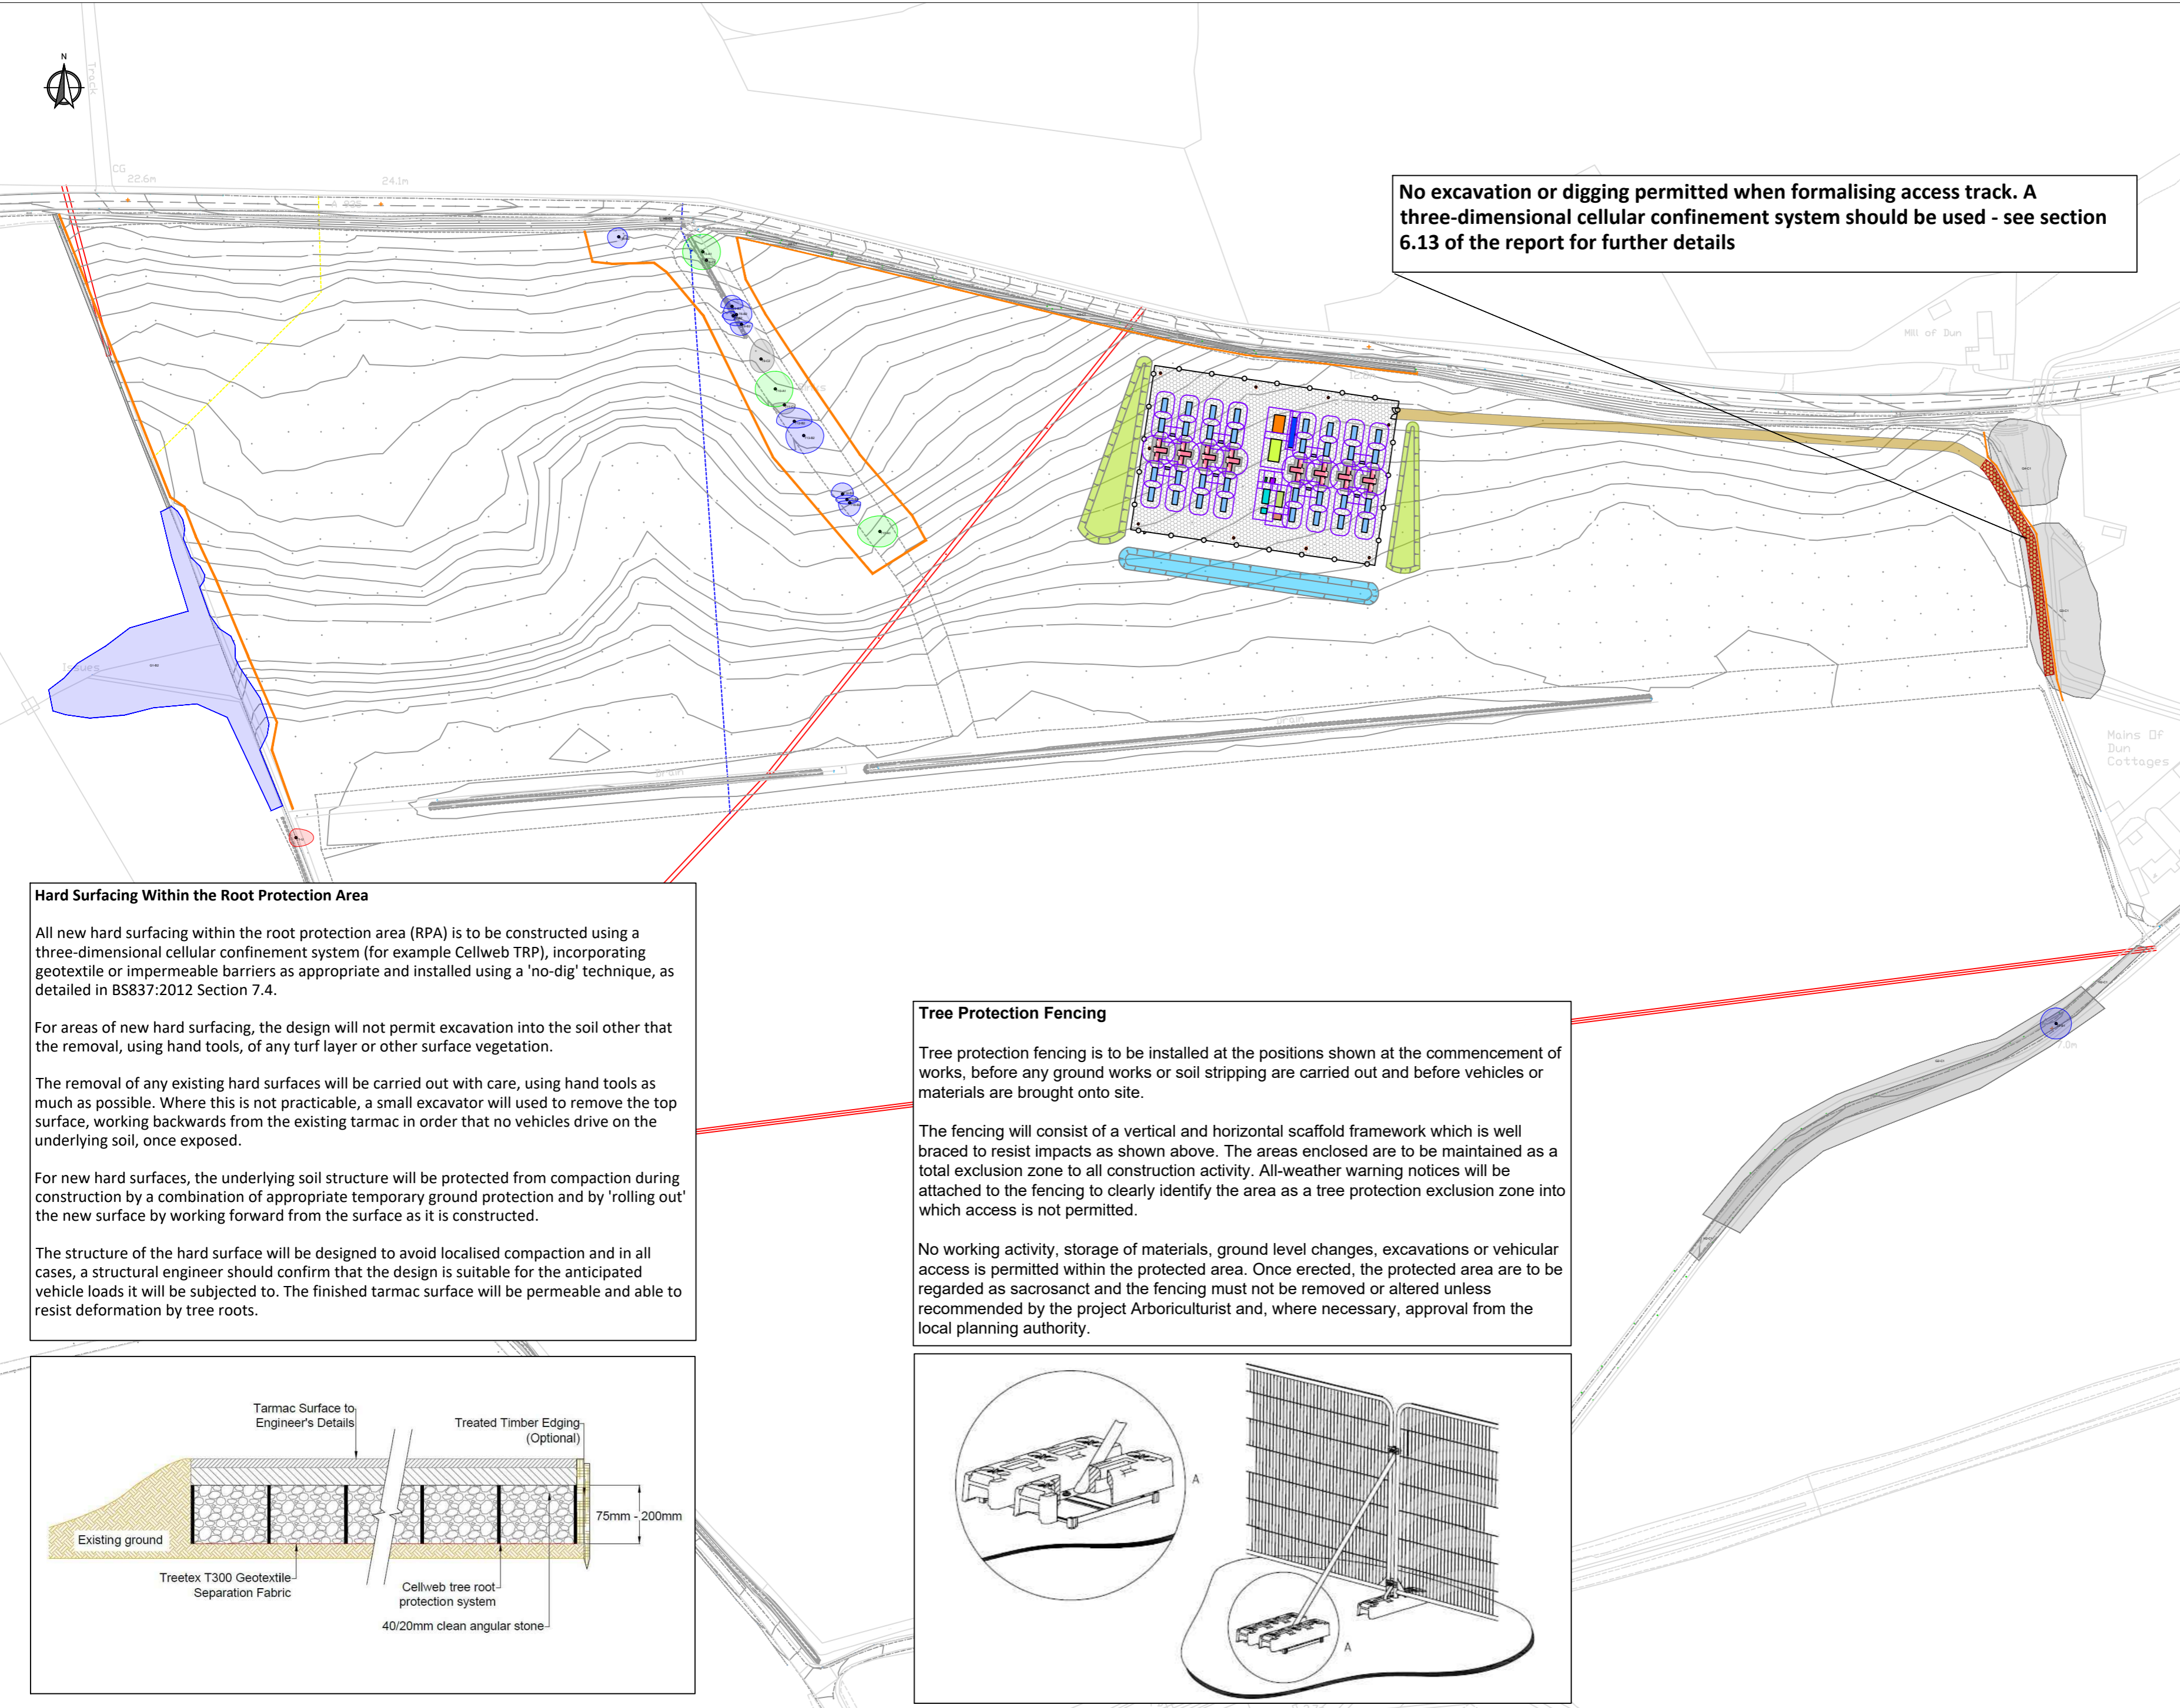 N
Track
CG
22.6m
24.1m
No excavation or digging permitted when formalising access track. A
three-dimensional cellular confinement system should be used - see section
6.13 of the report for further details
Mill of Dun
Issues
Drain
Drain
Mains Of
Dun
Cottages
7.0m
Hard Surfacing Within the Root Protection Area
All new hard surfacing within the root protection area (RPA) is to be constructed using a
three-dimensional cellular confinement system (for example Cellweb TRP), incorporating
geotextile or impermeable barriers as appropriate and installed using a 'no-dig' technique, as
detailed in BS837:2012 Section 7.4.
For areas of new hard surfacing, the design will not permit excavation into the soil other that
the removal, using hand tools, of any turf layer or other surface vegetation.
The removal of any existing hard surfaces will be carried out with care, using hand tools as
much as possible. Where this is not practicable, a small excavator will used to remove the top
surface, working backwards from the existing tarmac in order that no vehicles drive on the
underlying soil, once exposed.
For new hard surfaces, the underlying soil structure will be protected from compaction during
construction by a combination of appropriate temporary ground protection and by 'rolling out'
the new surface by working forward from the surface as it is constructed.
The structure of the hard surface will be designed to avoid localised compaction and in all
cases, a structural engineer should confirm that the design is suitable for the anticipated
vehicle loads it will be subjected to. The finished tarmac surface will be permeable and able to
resist deformation by tree roots.
Tree Protection Fencing
Tree protection fencing is to be installed at the positions shown at the commencement of
works, before any ground works or soil stripping are carried out and before vehicles or
materials are brought onto site.
The fencing will consist of a vertical and horizontal scaffold framework which is well
braced to resist impacts as shown above. The areas enclosed are to be maintained as a
total exclusion zone to all construction activity. All-weather warning notices will be
attached to the fencing to clearly identify the area as a tree protection exclusion zone into
which access is not permitted.
No working activity, storage of materials, ground level changes, excavations or vehicular
access is permitted within the protected area. Once erected, the protected area are to be
regarded as sacrosanct and the fencing must not be removed or altered unless
recommended by the project Arboriculturist and, where necessary, approval from the
local planning authority.
Tarmac Surface to
Engineer's Details
Treated Timber Edging
(Optional)
75mm - 200mm
Existing ground
Treetex T300 Geotextile
Separation Fabric
Cellweb tree root
protection system
40/20mm clean angular stone
A
A